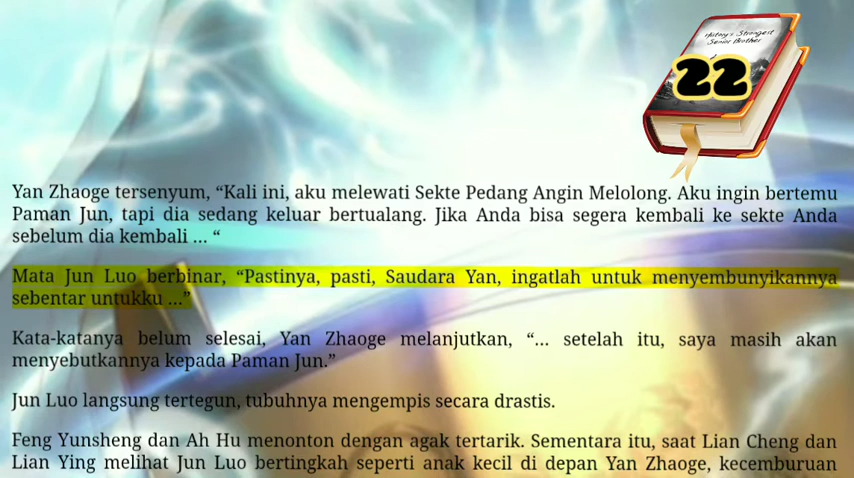 History's Strongest
Senior Brother
22
Yan Zhaoge tersenyum, “Kali ini, aku melewati Sekte Pedang Angin Melolong. Aku ingin bertemu
Paman Jun, tapi dia sedang keluar bertualang. Jika Anda bisa segera kembali ke sekte Anda
sebelum dia kembali ... “
Mata Jun Luo berbinar, “Pastinya, pasti, Saudara Yan, ingatlah untuk menyembunyikannya
sebentar untukku ...”
Kata-katanya belum selesai, Yan Zhaoge melanjutkan, “... setelah itu, saya masih akan
menyebutkannya kepada Paman Jun.”
Jun Luo langsung tertegun, tubuhnya mengempis secara drastis.
Feng Yunsheng dan Ah Hu menonton dengan agak tertarik. Sementara itu, saat Lian Cheng dan
Lian Ying melihat Jun Luo bertingkah seperti anak kecil di depan Yan Zhaoge, kecemburuan